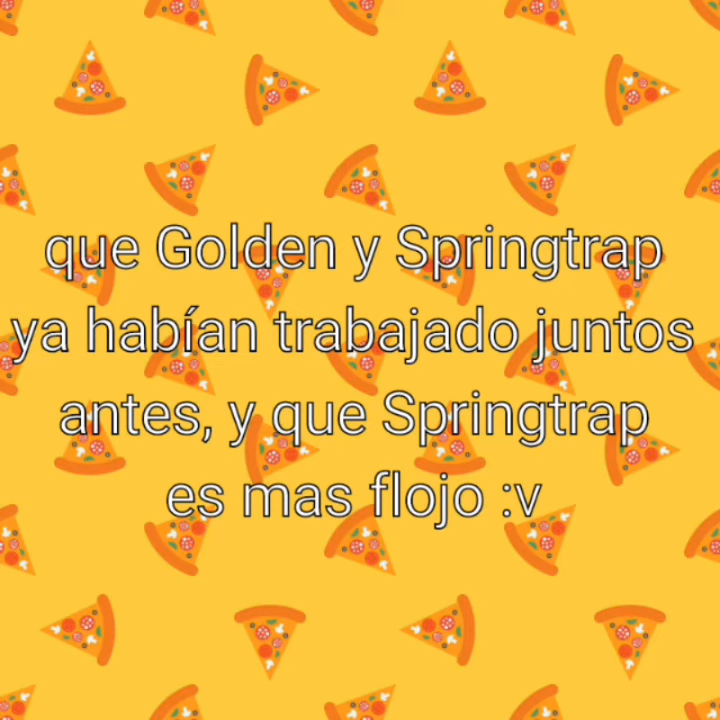 que Golden y Springtrap
ya habían trabajado juntos
antes, y que Springtrap
es mas flojo :v